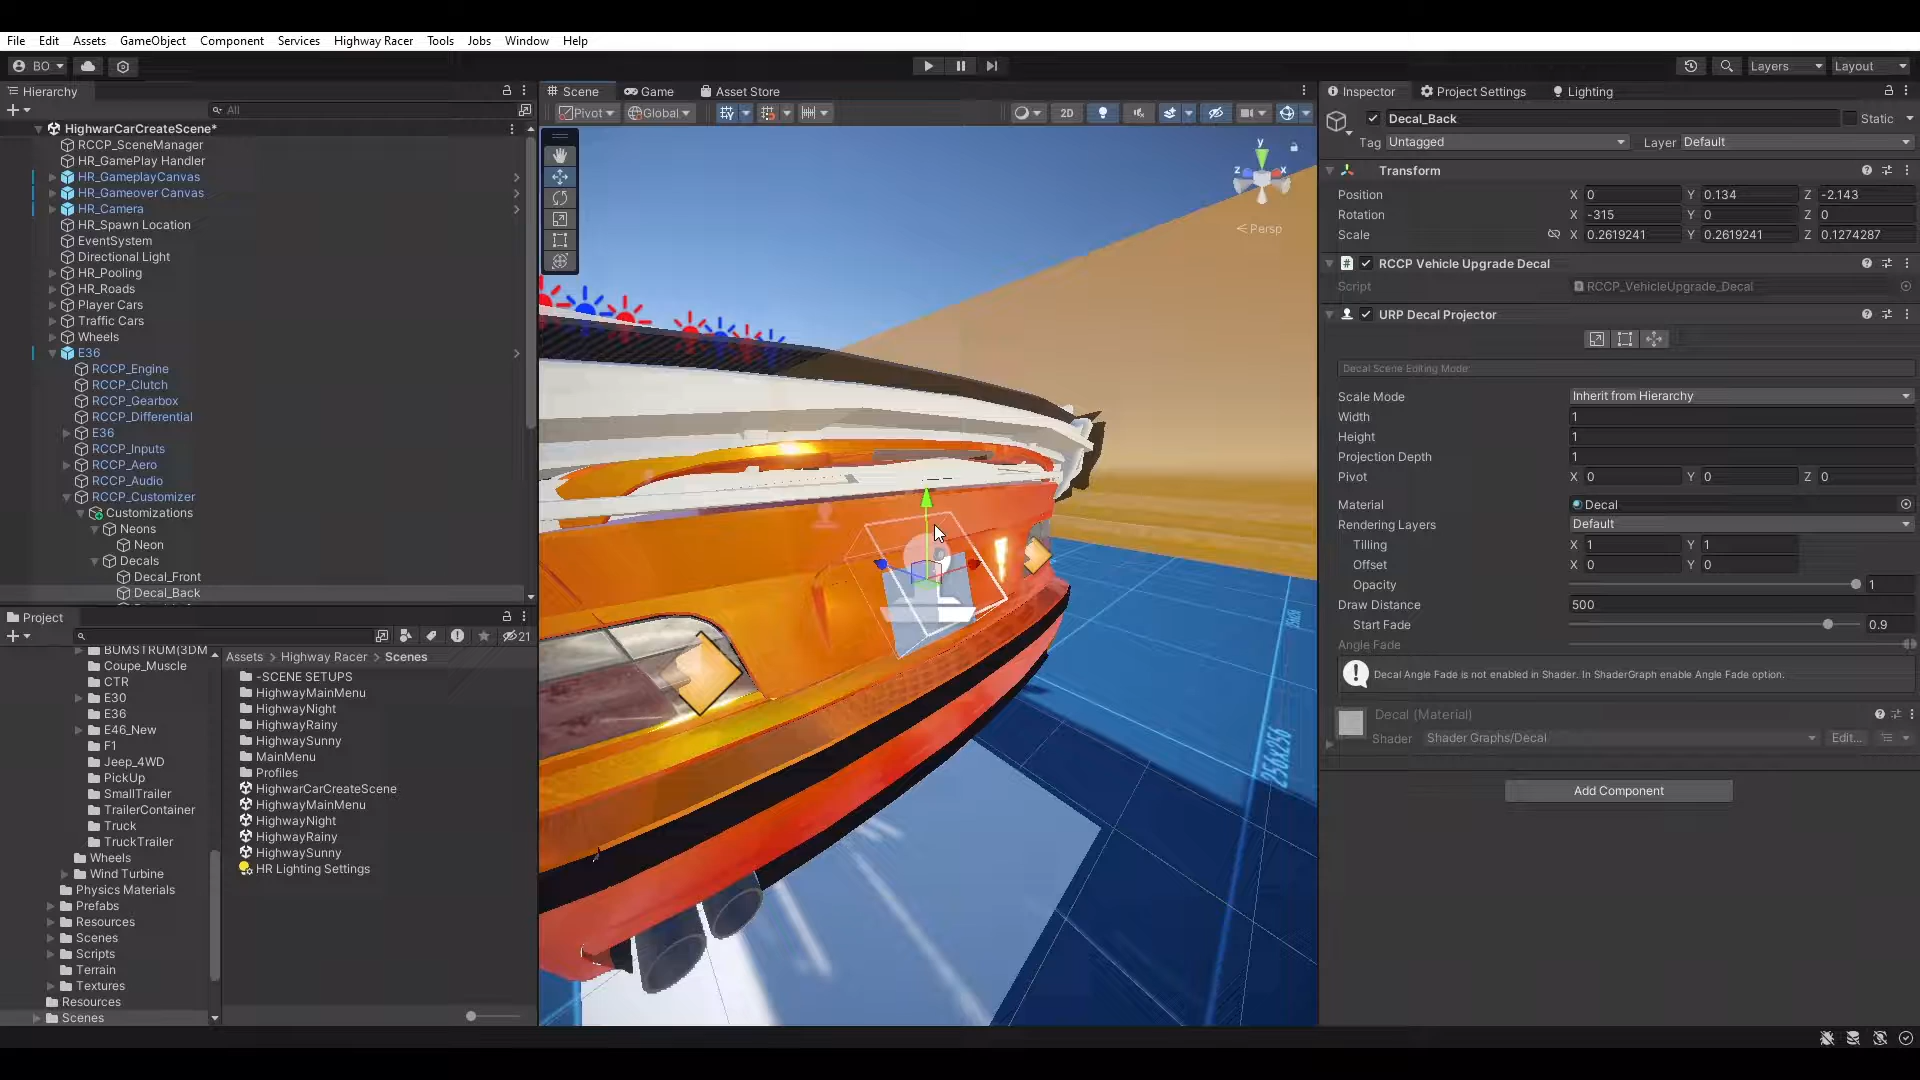 File Edit Assets GameObject Component Services Highway Racer Tools Jobs Window Help
BO Layers Layout
Hierarchy
All
HighwarCarCreateScene*
RCCP_SceneManager
HR_GamePlay Handler
HR_GameplayCanvas
HR_Gameover Canvas
HR_Camera
HR_Spawn Location
EventSystem
Directional Light
HR_Pooling
HR_Roads
Player Cars
Traffic Cars
Wheels
E36
RCCP_Engine
RCCP_Clutch
RCCP_Gearbox
RCCP_Differential
E36
RCCP_Inputs
RCCP_Aero
RCCP_Audio
RCCP_Customizer
Customizations
Neons
Neon
Decals
Decal_Front
Decal_Back
Scene Game Asset Store
Pivot Global 2D
y
z x
Persp
256x256
Project
21
BUMSTRUM(3DM
Coupe_Muscle
CTR
E30
E36
E46_New
F1
Jeep_4WD
PickUp
SmallTrailer
TrailerContainer
Truck
TruckTrailer
Wheels
Wind Turbine
Physics Materials
Prefabs
Resources
Scenes
Scripts
Terrain
Textures
Resources
Scenes
Assets > Highway Racer > Scenes
-SCENE SETUPS
HighwayMainMenu
HighwayNight
HighwayRainy
HighwaySunny
MainMenu
Profiles
HighwarCarCreateScene
HighwayMainMenu
HighwayNight
HighwayRainy
HighwaySunny
HR Lighting Settings
Inspector Project Settings Lighting
Decal_Back Static
Tag Untagged Layer Default
Transform
Position X 0 Y 0.134 Z -2.143
Rotation X -315 Y 0 Z 0
Scale X 0.2619241 Y 0.2619241 Z 0.1274287
RCCP Vehicle Upgrade Decal
Script RCCP_VehicleUpgrade_Decal
URP Decal Projector
Decal Scene Editing Mode:
Scale Mode Inherit from Hierarchy
Width 1
Height 1
Projection Depth 1
Pivot X 0 Y 0 Z 0
Material Decal
Rendering Layers Default
Tilling X 1 Y 1
Offset X 0 Y 0
Opacity 1
Draw Distance 500
Start Fade 0.9
Angle Fade
Decal Angle Fade is not enabled in Shader. In ShaderGraph enable Angle Fade option.
Decal (Material)
Shader Shader Graphs/Decal Edit...
Add Component